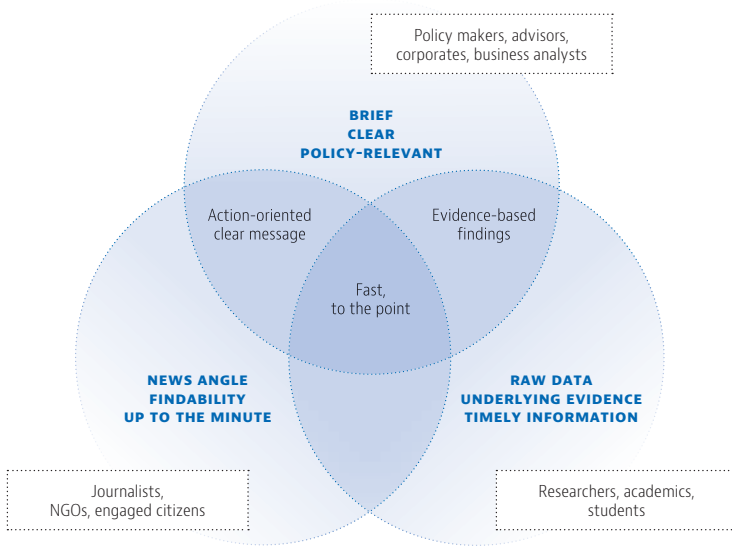 Policy makers, advisors,
corporates, business analysts
BRIEF
CLEAR
POLICY-RELEVANT
Action-oriented
clear message
Evidence-based
findings
Fast,
to the point
NEWS ANGLE
FINDABILITY
UP TO THE MINUTE
RAW DATA
UNDERLYING EVIDENCE
TIMELY INFORMATION
Journalists,
NGOs, engaged citizens
Researchers, academics,
students